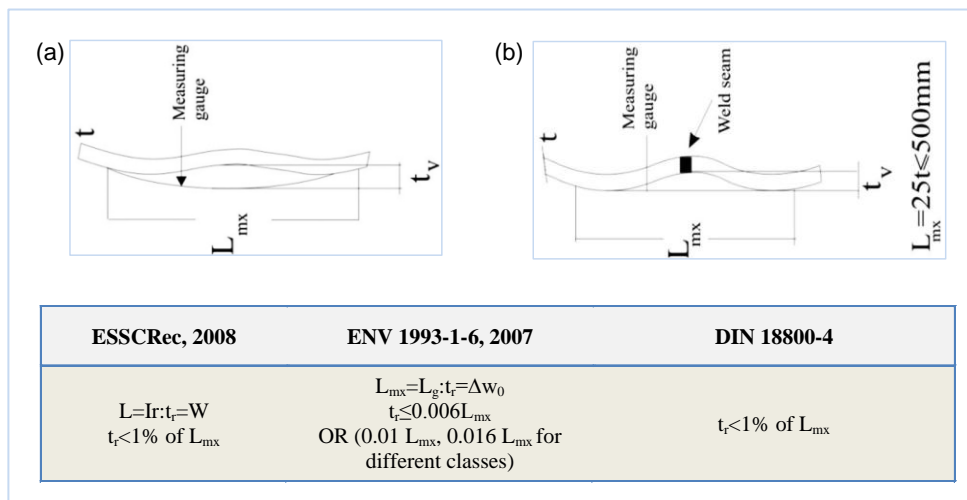 (a)
Measuring
gauge
t
t_v
L_mx
(b)
Measuring
gauge
Weld seam
t
t_v
L_mx
L_mx=25t≤500mm
ESSCRec, 2008
ENV 1993-1-6, 2007
DIN 18800-4
L=Ir:t_r=W
t_r<1% of L_mx
L_mx=L_g:t_r=Δw_0
t_r≤0.006L_mx
OR (0.01 L_mx, 0.016 L_mx for
different classes)
t_r<1% of L_mx